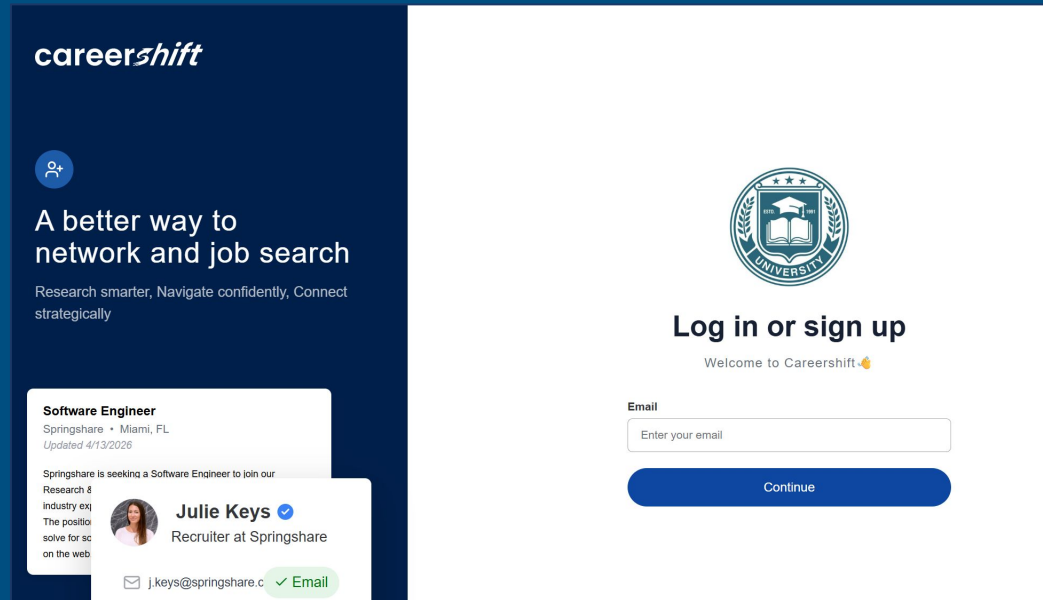 careershift
A better way to
network and job search
Research smarter, Navigate confidently, Connect
strategically
Software Engineer
Springshare • Miami, FL
Updated 4/13/2026
Springshare is seeking a Software Engineer to join our
Research &
industry
The
solve for
on the web
Julie Keys
Recruiter at Springshare
j.keys@springshare.c
Email
ESTD. 1991
UNIVERSITY
Log in or sign up
Welcome to Careershift👋
Email
Enter your email
Continue